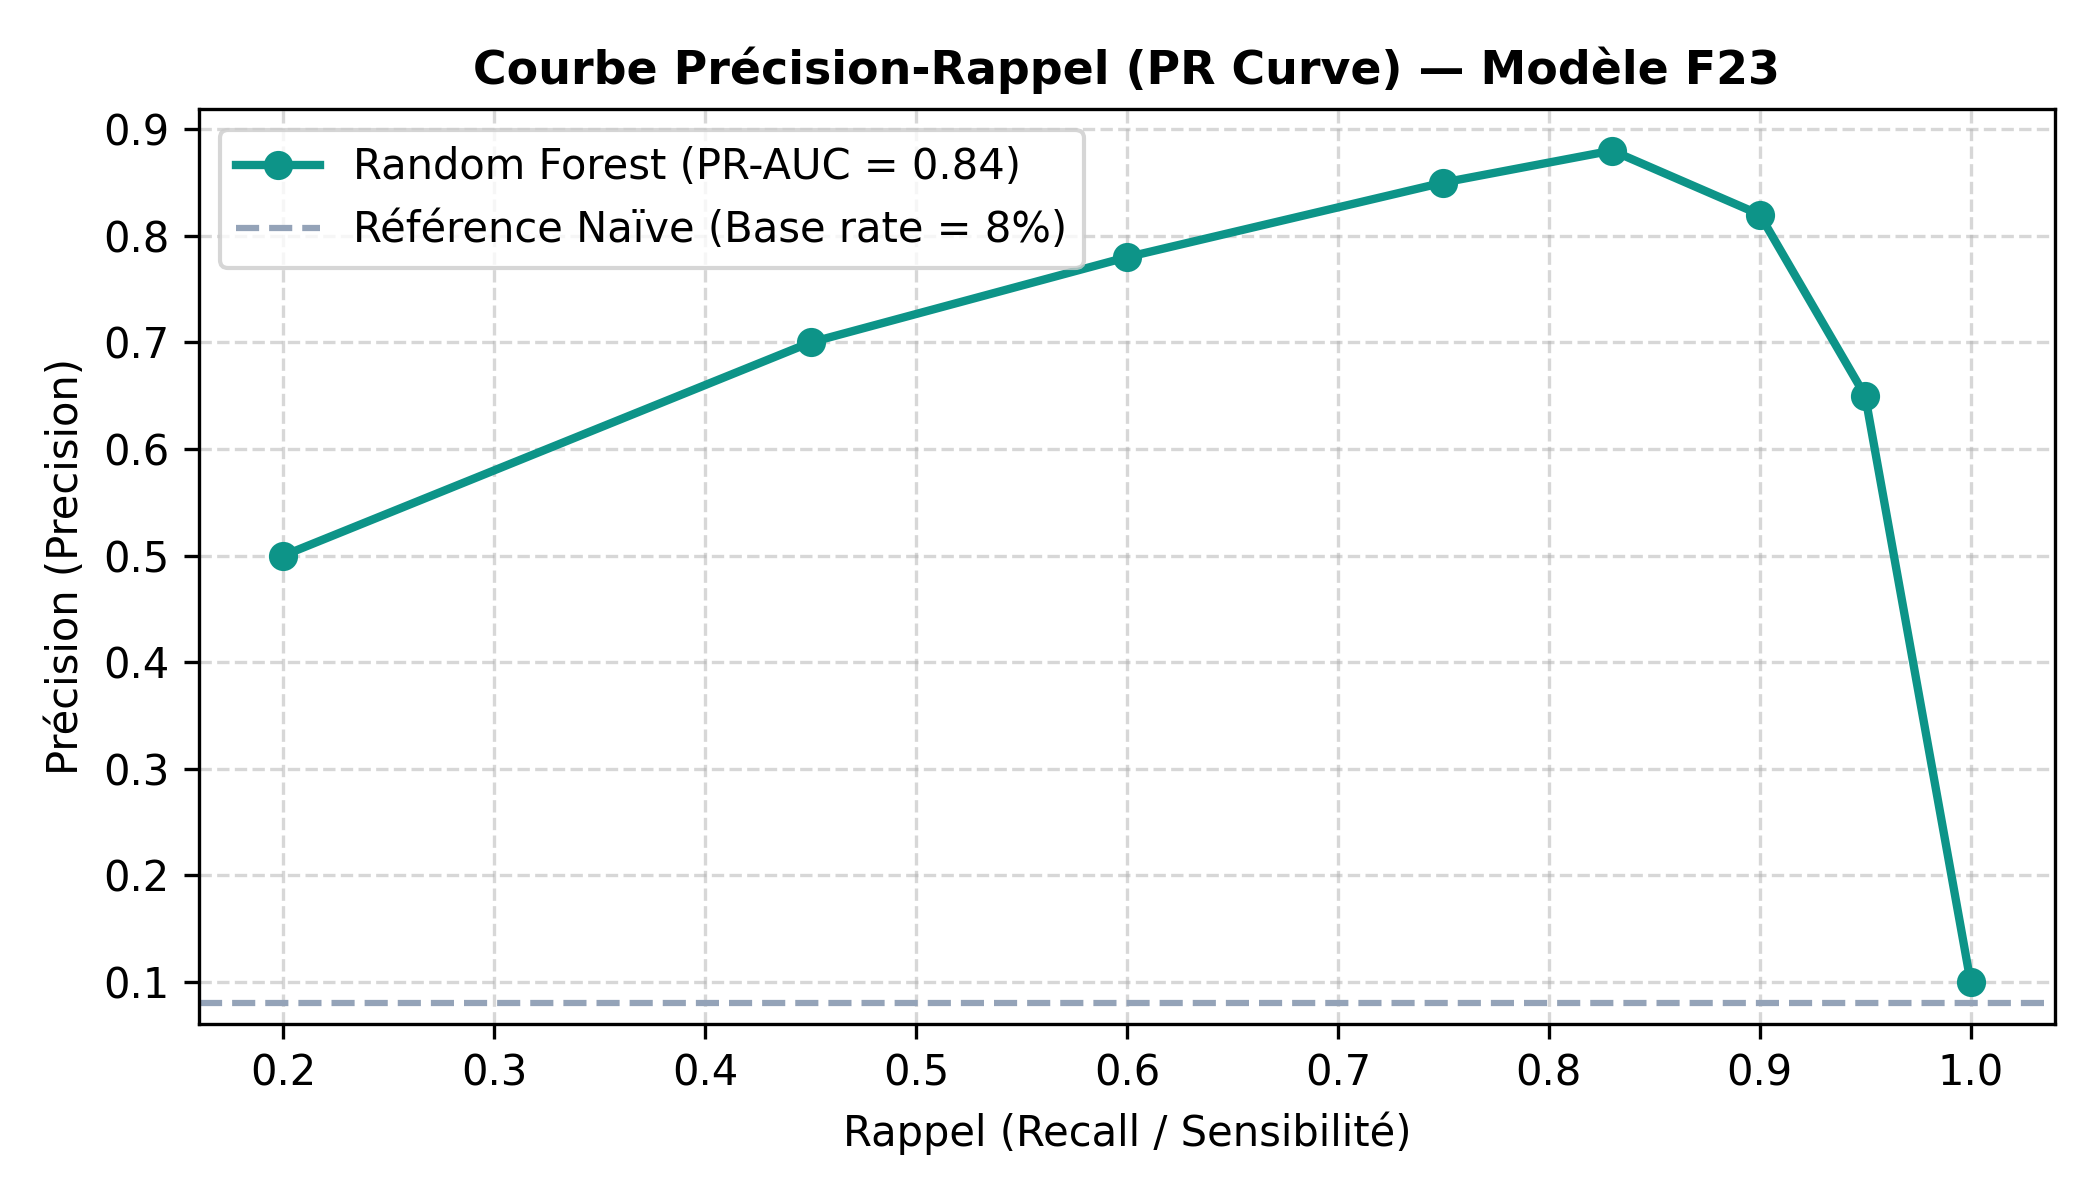 Courbe Précision-Rappel (PR Curve) — Modèle F23
Random Forest (PR-AUC = 0.84)
Référence Naïve (Base rate = 8%)
Précision (Precision)
0.9
0.8
0.7
0.6
0.5
0.4
0.3
0.2
0.1
0.2 0.3 0.4 0.5 0.6 0.7 0.8 0.9 1.0
Rappel (Recall / Sensibilité)